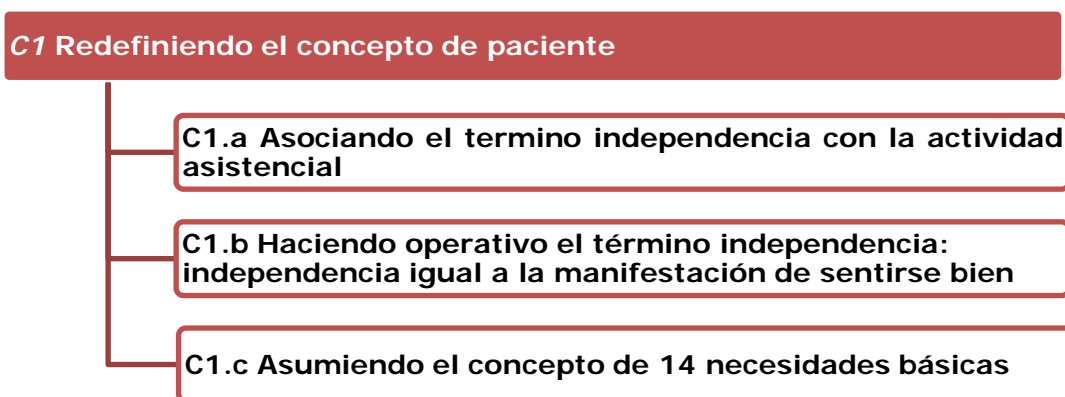 C1 Redefiniendo el concepto de paciente
C1.a Asociando el termino independencia con la actividad
asistencial
C1.b Haciendo operativo el término independencia:
independencia igual a la manifestación de sentirse bien
C1.c Asumiendo el concepto de 14 necesidades básicas